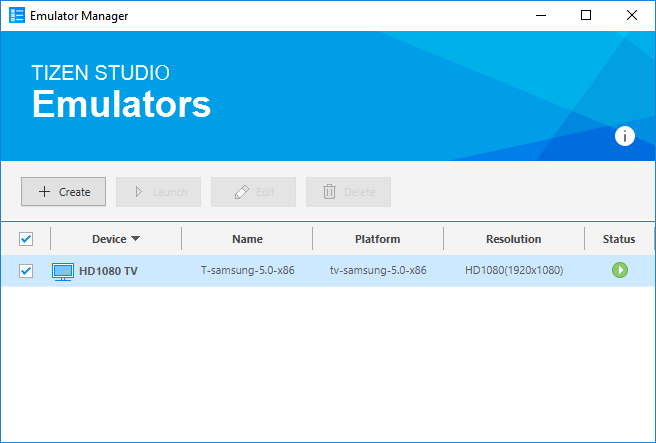 Emulator Manager
TIZEN STUDIO
Emulators
Create Launch Edit Delete
Device Name Platform Resolution Status
HD1080 TV T-samsung-5.0-x86 tv-samsung-5.0-x86 HD1080(1920x1080)